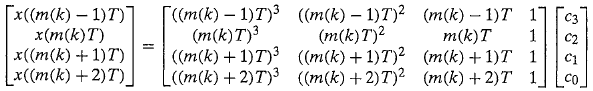 [x((m(k) − 1)T)] [((m(k) − 1)T)³ ((m(k) − 1)T)² (m(k) − 1)T 1] [c₃]
[x(m(k)T)] [(m(k)T)³ (m(k)T)² m(k)T 1] [c₂]
[x((m(k) + 1)T)] = [((m(k) + 1)T)³ ((m(k) + 1)T)² (m(k) + 1)T 1] [c₁]
[x((m(k) + 2)T)] [((m(k) + 2)T)³ ((m(k) + 2)T)² (m(k) + 2)T 1] [c₀]